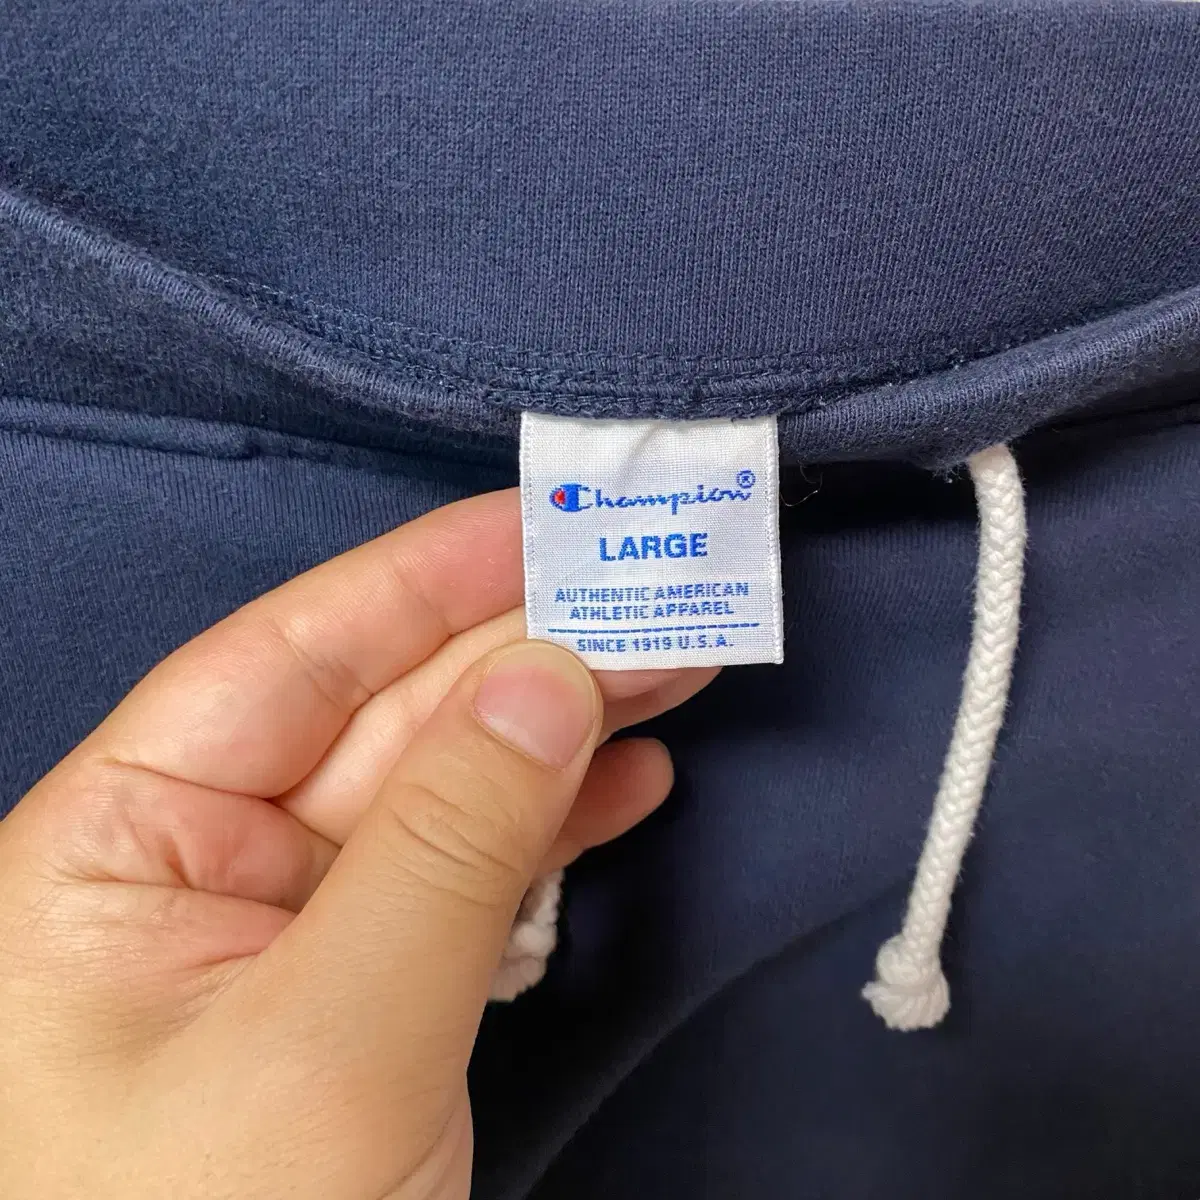 Champion®
LARGE
AUTHENTIC AMERICAN
ATHLETIC APPAREL
SINCE 1919 U.S.A.